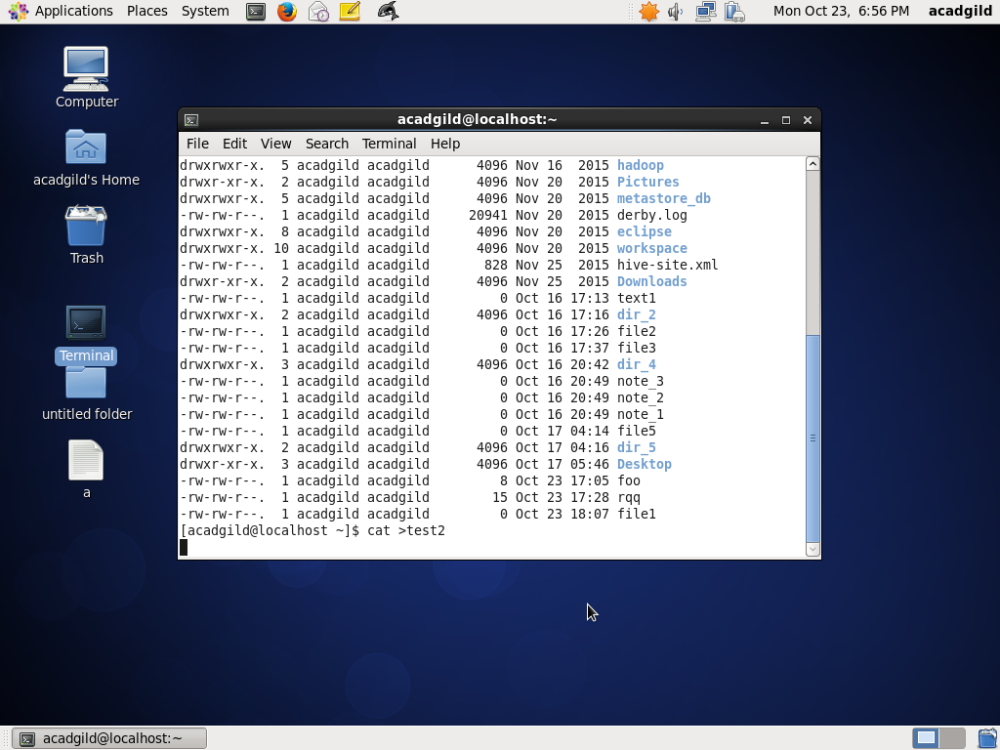 Applications Places System Mon Oct 23, 6:56 PM acadgild
Computer
acadgild's Home
Trash
Terminal
untitled folder
a
acadgild@localhost:~
File Edit View Search Terminal Help
drwxrwxr-x.  5 acadgild acadgild      4096 Nov 16  2015 hadoop
drwxr-xr-x.  2 acadgild acadgild      4096 Nov 20  2015 Pictures
drwxrwxr-x.  5 acadgild acadgild      4096 Nov 20  2015 metastore_db
-rw-rw-r--.  1 acadgild acadgild     20941 Nov 20  2015 derby.log
drwxrwxr-x.  8 acadgild acadgild      4096 Nov 20  2015 eclipse
drwxrwxr-x. 10 acadgild acadgild      4096 Nov 20  2015 workspace
-rw-rw-r--.  1 acadgild acadgild       828 Nov 25  2015 hive-site.xml
drwxr-xr-x.  2 acadgild acadgild      4096 Nov 25  2015 Downloads
-rw-rw-r--.  1 acadgild acadgild         0 Oct 16 17:13 text1
drwxrwxr-x.  2 acadgild acadgild      4096 Oct 16 17:16 dir_2
-rw-rw-r--.  1 acadgild acadgild         0 Oct 16 17:26 file2
-rw-rw-r--.  1 acadgild acadgild         0 Oct 16 17:37 file3
drwxrwxr-x.  3 acadgild acadgild      4096 Oct 16 20:42 dir_4
-rw-rw-r--.  1 acadgild acadgild         0 Oct 16 20:49 note_3
-rw-rw-r--.  1 acadgild acadgild         0 Oct 16 20:49 note_2
-rw-rw-r--.  1 acadgild acadgild         0 Oct 16 20:49 note_1
-rw-rw-r--.  1 acadgild acadgild         0 Oct 17 04:14 file5
drwxrwxr-x.  2 acadgild acadgild      4096 Oct 17 04:16 dir_5
drwxr-xr-x.  3 acadgild acadgild      4096 Oct 17 05:46 Desktop
-rw-rw-r--.  1 acadgild acadgild         8 Oct 23 17:05 foo
-rw-rw-r--.  1 acadgild acadgild        15 Oct 23 17:28 rqq
-rw-rw-r--.  1 acadgild acadgild         0 Oct 23 18:07 file1
[acadgild@localhost ~]$ cat >test2
acadgild@localhost:~